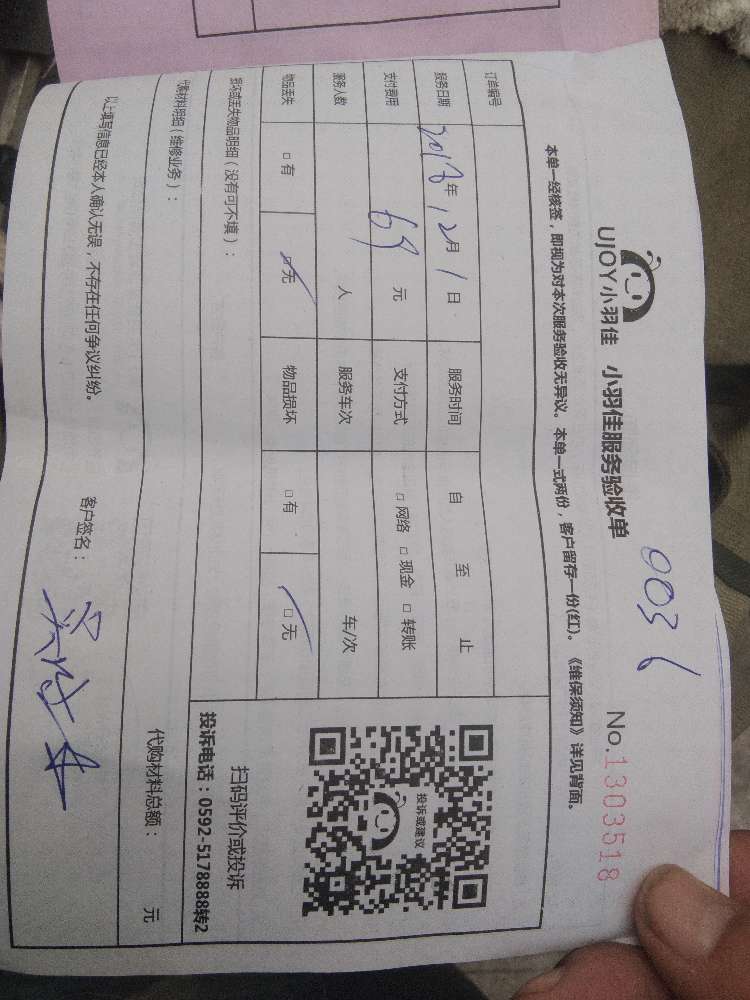 0036
UJOY小羽佳 小羽佳服务验收单 No.1303518
本单一经核签，即视为对本次服务验收无异议。本单一式两份，客户留存一份(红)。《维保须知》详见背面。
订单编号
服务日期 2018年12月1日 服务时间 自 至 止
支付费用 69元 支付方式 □网络 □现金 □转账
服务人数 人 服务车次 车/次
物品丢失 □有 □无 物品损坏 □有 □无
投诉或建议
扫码评价或投诉
投诉电话：0592-5178888转2
损坏或丢失物品明细（没有可不填）：
代购材料明细（维修业务）：
代购材料总额： 元
以上填写信息已经本人确认无误，不存在任何争议纠纷。 客户签名：